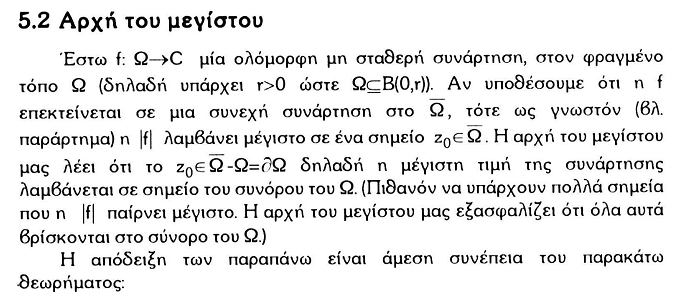 5.2 Αρχή του μεγίστου
Έστω f: Ω→C μία ολόμορφη μη σταθερή συνάρτηση, στον φραγμένο
τόπο Ω (δηλαδή υπάρχει r>0 ώστε Ω⊆B(0,r)). Αν υποθέσουμε ότι η f
επεκτείνεται σε μια συνεχή συνάρτηση στο Ω̅, τότε ως γνωστόν (βλ.
παράρτημα) η |f| λαμβάνει μέγιστο σε ένα σημείο z₀∈Ω̅. Η αρχή του μεγίστου
μας λέει ότι το z₀∈Ω̅-Ω=∂Ω δηλαδή η μέγιστη τιμή της συνάρτησης
λαμβάνεται σε σημείο του συνόρου του Ω. (Πιθανόν να υπάρχουν πολλά σημεία
που η |f| παίρνει μέγιστο. Η αρχή του μεγίστου μας εξασφαλίζει ότι όλα αυτά
βρίσκονται στο σύνορο του Ω.)
Η απόδειξη των παραπάνω είναι άμεση συνέπεια του παρακάτω
θεωρήματος: